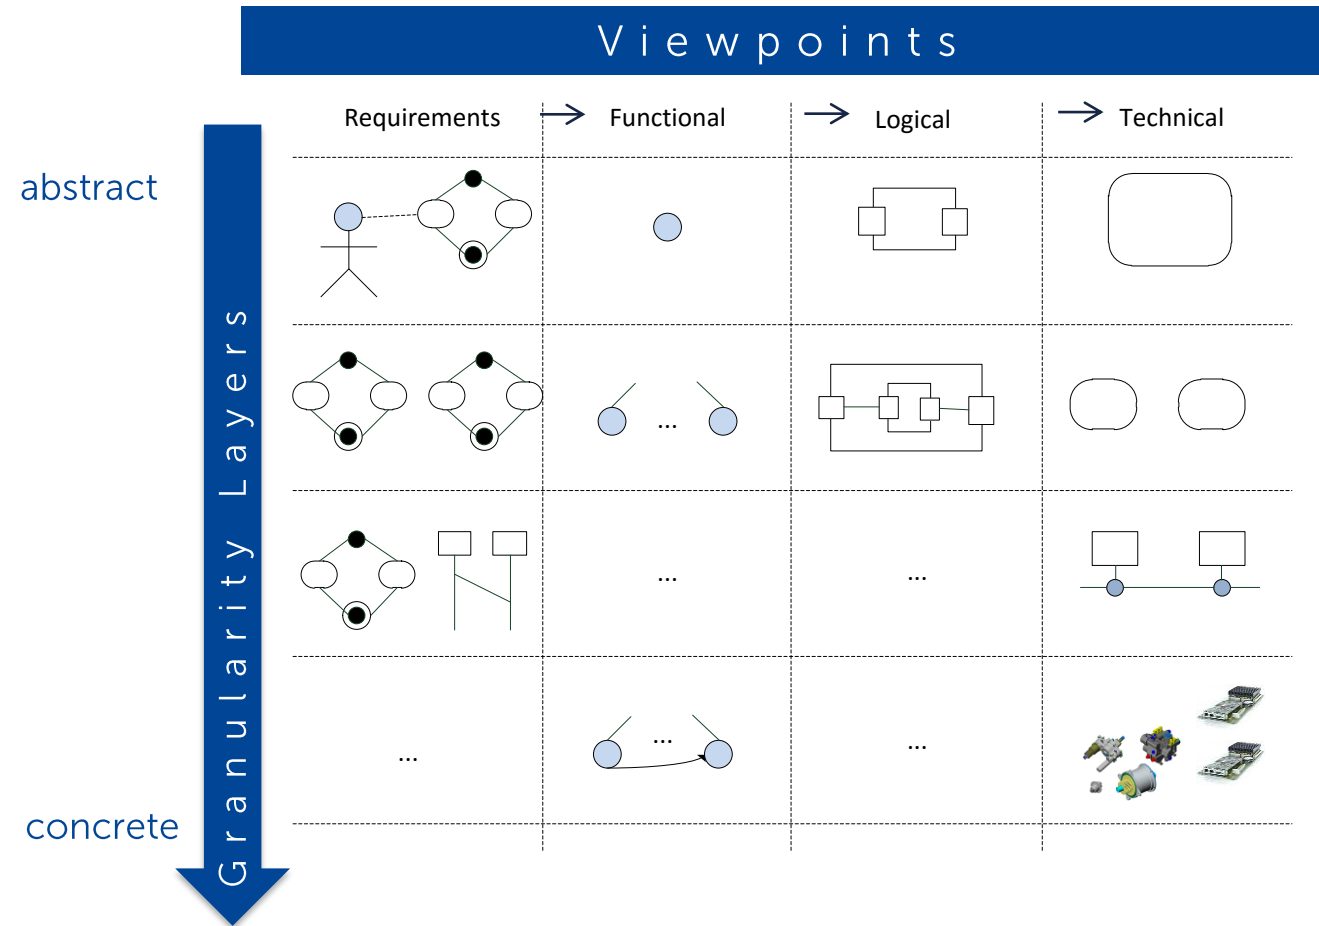 Viewpoints
Requirements
Functional
Logical
Technical
abstract
Granularity Layers
...
...
...
...
...
...
concrete